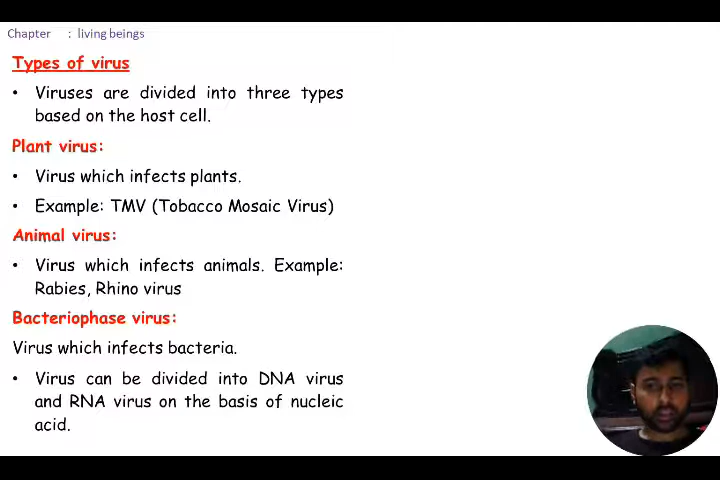 Chapter : living beings
Types of virus
• Viruses are divided into three types
based on the host cell.
Plant virus:
• Virus which infects plants.
• Example: TMV (Tobacco Mosaic Virus)
Animal virus:
• Virus which infects animals. Example:
Rabies, Rhino virus
Bacteriophase virus:
Virus which infects bacteria.
• Virus can be divided into DNA virus
and RNA virus on the basis of nucleic
acid.